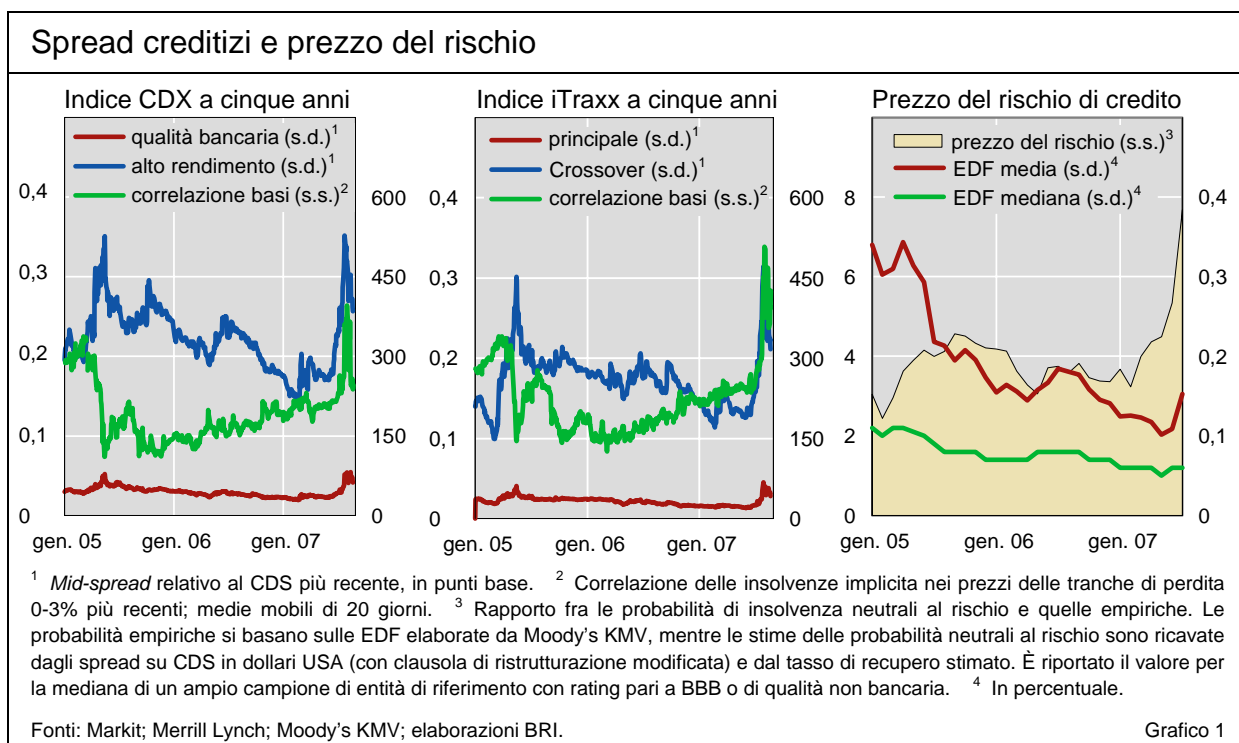 Spread creditizi e prezzo del rischio
Indice CDX a cinque anni
qualità bancaria (s.d.)1
alto rendimento (s.d.)1
correlazione basi (s.s.)2
0,4
0,3
0,2
0,1
0
600
450
300
150
0
gen. 05
gen. 06
gen. 07
Indice iTraxx a cinque anni
principale (s.d.)1
Crossover (s.d.)1
correlazione basi (s.s.)2
0,4
0,3
0,2
0,1
0
600
450
300
150
0
gen. 05
gen. 06
gen. 07
Prezzo del rischio di credito
prezzo del rischio (s.s.)3
EDF media (s.d.)4
EDF mediana (s.d.)4
8
6
4
2
0
0,4
0,3
0,2
0,1
0
gen. 05
gen. 06
gen. 07
1 Mid-spread relativo al CDS più recente, in punti base. 2 Correlazione delle insolvenze implicita nei prezzi delle tranche di perdita
0-3% più recenti; medie mobili di 20 giorni. 3 Rapporto fra le probabilità di insolvenza neutrali al rischio e quelle empiriche. Le
probabilità empiriche si basano sulle EDF elaborate da Moody's KMV, mentre le stime delle probabilità neutrali al rischio sono ricavate
dagli spread su CDS in dollari USA (con clausola di ristrutturazione modificata) e dal tasso di recupero stimato. È riportato il valore per
la mediana di un ampio campione di entità di riferimento con rating pari a BBB o di qualità non bancaria. 4 In percentuale.
Fonti: Markit; Merrill Lynch; Moody's KMV; elaborazioni BRI.
Grafico 1